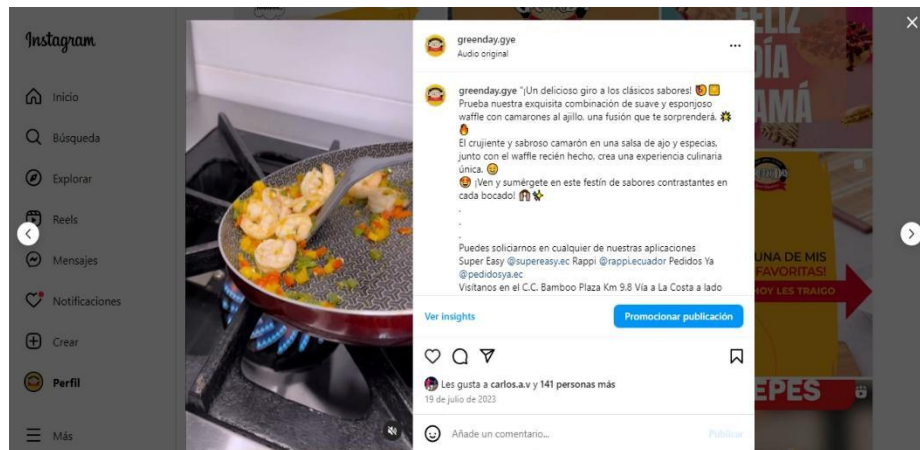 Instagram
Inicio
Búsqueda
Explorar
Reels
Mensajes
Notificaciones
Crear
Perfil
Más
greenday.gye
Audio original
greenday.gye "¡Un delicioso giro a los clásicos sabores!
Prueba nuestra exquisita combinación de suave y esponjoso
waffle con camarones al ajillo, una fusión que te sorprenderá.
El crujiente y sabroso camarón en una salsa de ajo y especias,
junto con el waffle recién hecho, crea una experiencia culinaria
única.
¡Ven y sumérgete en este festín de sabores contrastantes en
cada bocado!
.
.
.
Puedes soliciarnos en cualquier de nuestras aplicaciones
Super Easy @supereasy.ec Rappi @rappi.ecuador Pedidos Ya
@pedidosya.ec
Visitanos en el C.C. Bamboo Plaza Km 9.8 Vía a La Costa a lado
Ver insights
Promocionar publicación
Les gusta a carlos.a.v y 141 personas más
19 de julio de 2023
Añade un comentario...
Publicar
FELIZ
DÍA
MAMÁ
UNA DE MIS
FAVORITAS!
HOY LES TRAIGO